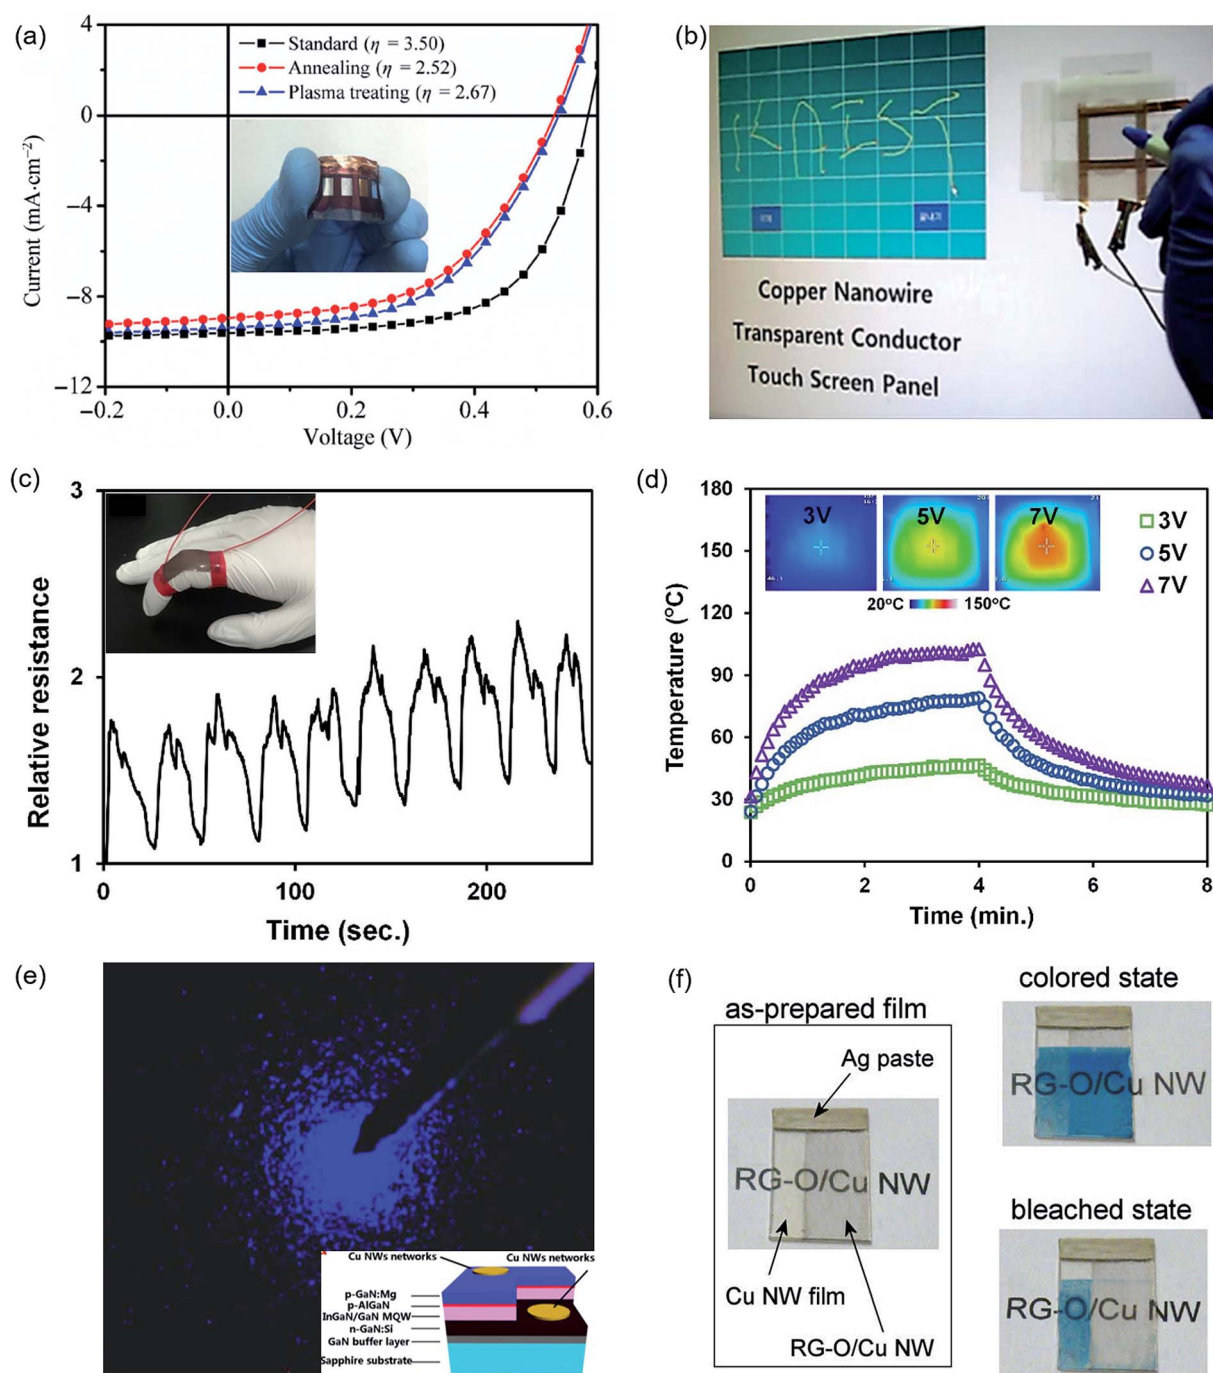 (a)
4
0
−4
−8
−12
Current (mA·cm⁻²)
Standard (η = 3.50)
Annealing (η = 2.52)
Plasma treating (η = 2.67)
−0.2
0.0
0.2
0.4
0.6
Voltage (V)
(b)
KAIST
Copper Nanowire
Transparent Conductor
Touch Screen Panel
(c)
3
2
1
Relative resistance
0
100
200
Time (sec.)
(d)
180
150
120
90
60
30
0
Temperature (°C)
3V
5V
7V
20°C
150°C
3V
5V
7V
0
2
4
6
8
Time (min.)
(e)
Cu NWs networks
Cu NWs networks
p-GaN:Mg
p-AlGaN
InGaN/GaN MQW
n-GaN:Si
GaN buffer layer
Sapphire substrate
(f)
as-prepared film
Ag paste
RG-O/Cu NW
Cu NW film
RG-O/Cu NW
colored state
RG-O/Cu NW
bleached state
RG-O/Cu NW